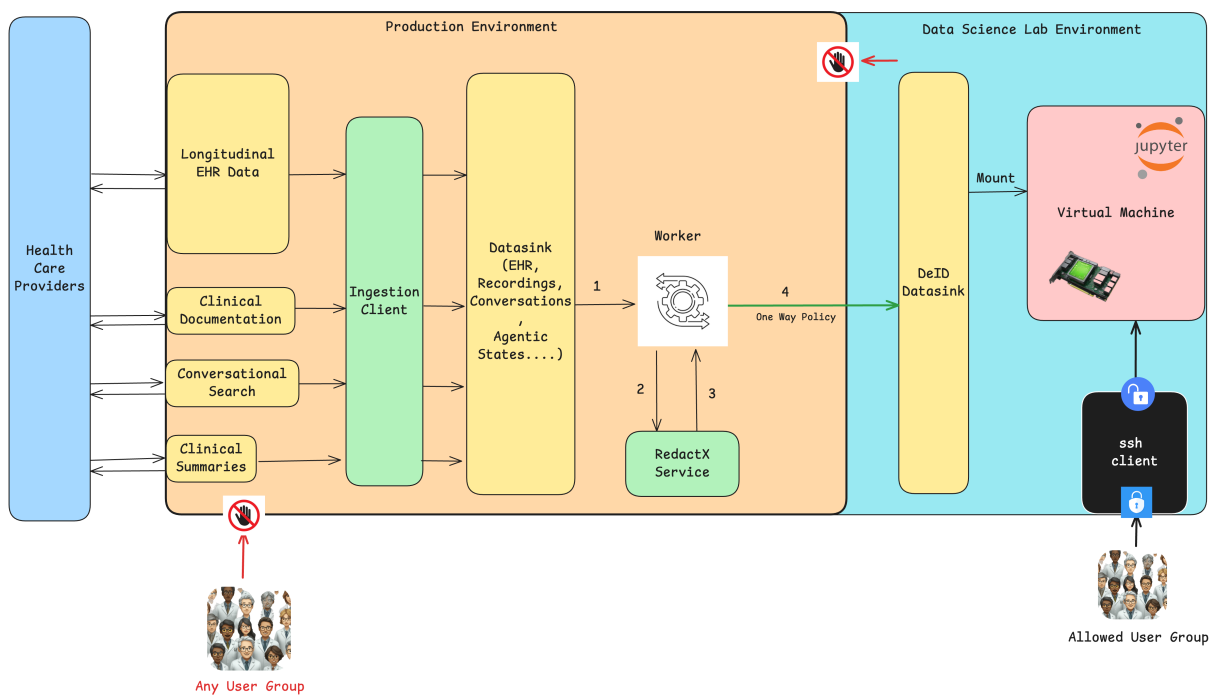 Production Environment
Data Science Lab Environment
Health
Care
Providers
Longitudinal
EHR Data
Clinical
Documentation
Conversational
Search
Clinical
Summaries
Ingestion
Client
Datasink
(EHR,
Recordings,
Conversations
,
Agentic
States....)
1
Worker
2
3
RedactX
Service
4
One Way Policy
DeID
Datasink
Mount
jupyter
Virtual Machine
ssh
client
Any User Group
Allowed User Group